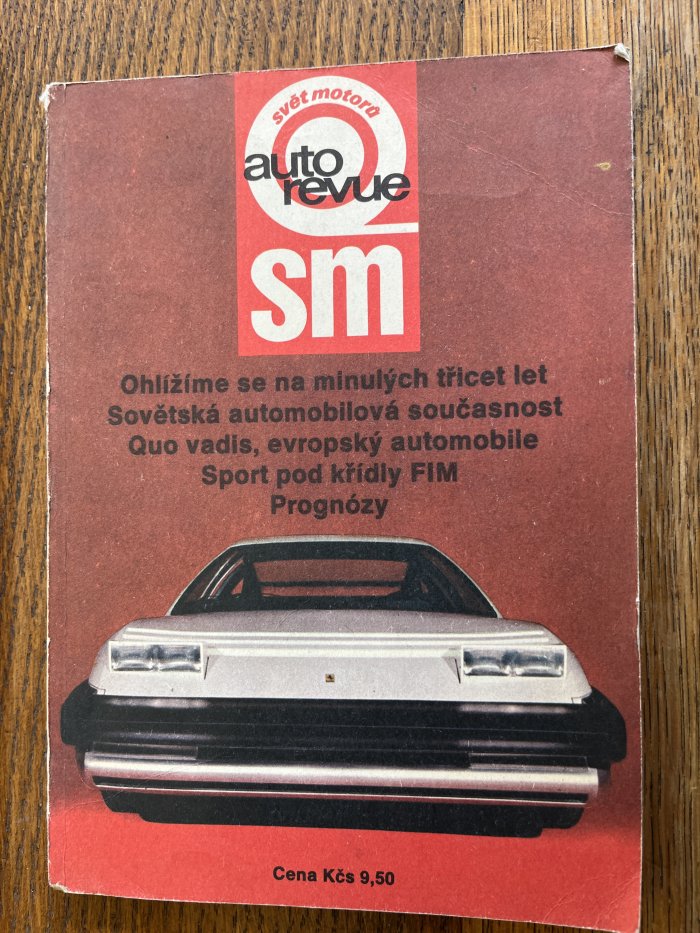 svět motorů
auto
revue
sm
Ohlížíme se na minulých třicet let
Sovětská automobilová současnost
Quo vadis, evropský automobile
Sport pod křídly FIM
Prognózy
Cena Kčs 9,50